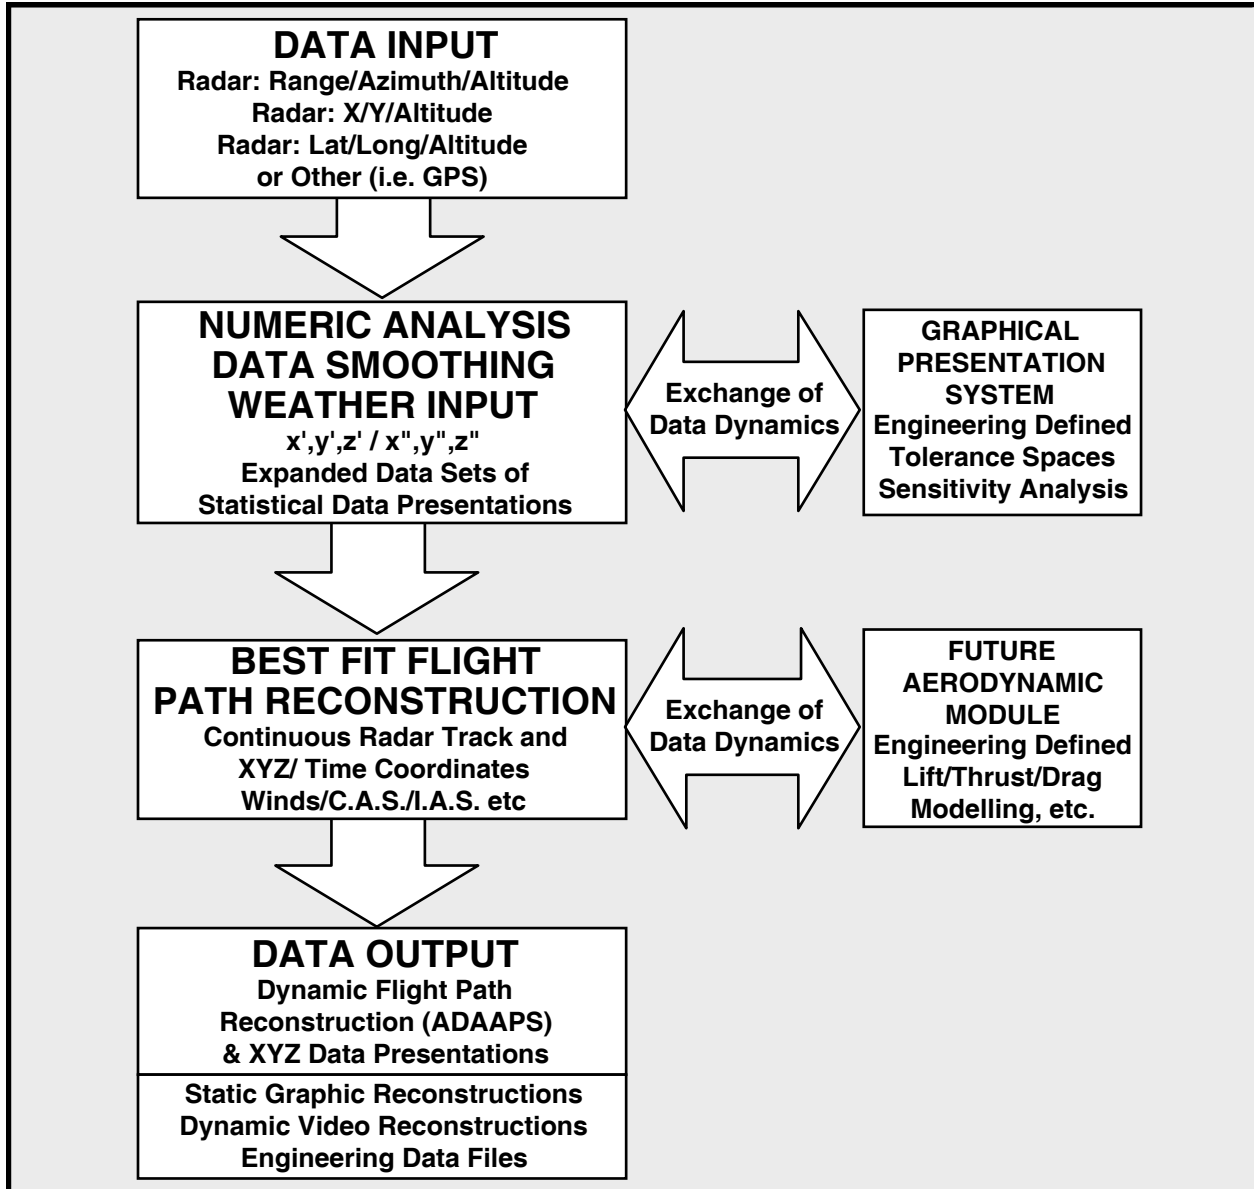 DATA INPUT
Radar: Range/Azimuth/Altitude
Radar: X/Y/Altitude
Radar: Lat/Long/Altitude
or Other (i.e. GPS)
NUMERIC ANALYSIS
DATA SMOOTHING
WEATHER INPUT
x',y',z' / x",y",z"
Expanded Data Sets of
Statistical Data Presentations
Exchange of
Data Dynamics
GRAPHICAL
PRESENTATION
SYSTEM
Engineering Defined
Tolerance Spaces
Sensitivity Analysis
BEST FIT FLIGHT
PATH RECONSTRUCTION
Continuous Radar Track and
XYZ/ Time Coordinates
Winds/C.A.S./I.A.S. etc
Exchange of
Data Dynamics
FUTURE
AERODYNAMIC
MODULE
Engineering Defined
Lift/Thrust/Drag
Modelling, etc.
DATA OUTPUT
Dynamic Flight Path
Reconstruction (ADAAPS)
& XYZ Data Presentations
Static Graphic Reconstructions
Dynamic Video Reconstructions
Engineering Data Files